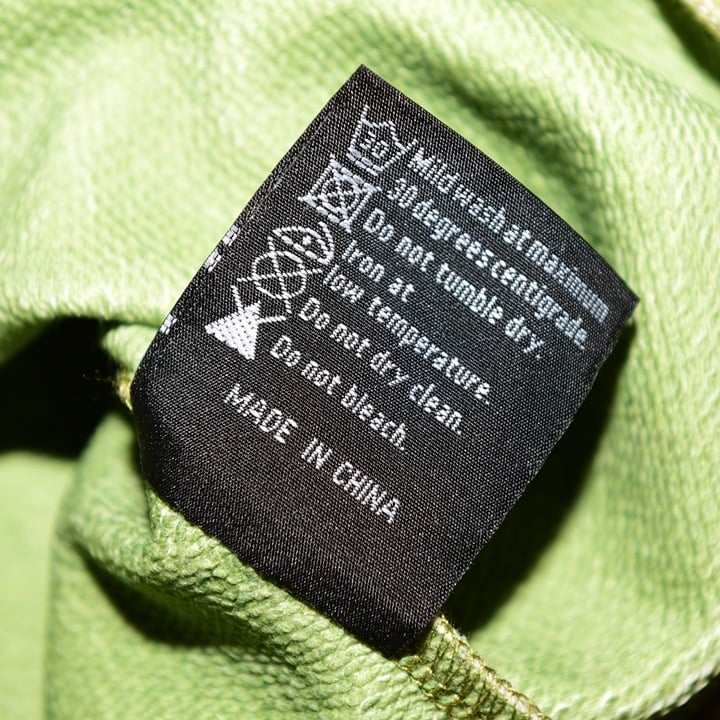 30
Mild wash at maximum
30 degrees centigrade.
Do not tumble dry.
Iron at
low temperature.
Do not dry clean.
Do not bleach.
MADE IN CHINA